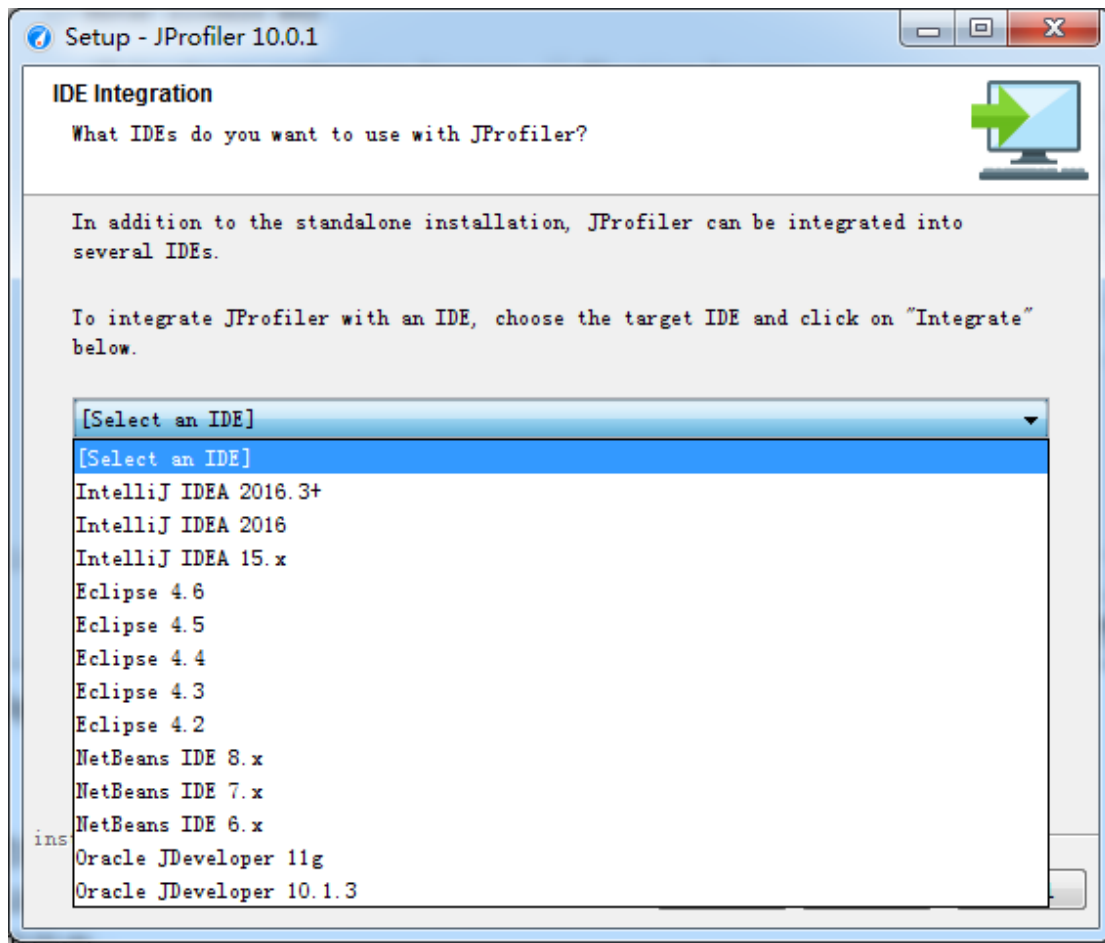 Setup - JProfiler 10.0.1
IDE Integration
What IDEs do you want to use with JProfiler?
In addition to the standalone installation, JProfiler can be integrated into
several IDEs.
To integrate JProfiler with an IDE, choose the target IDE and click on "Integrate"
below.
[Select an IDE]
[Select an IDE]
IntelliJ IDEA 2016.3+
IntelliJ IDEA 2016
IntelliJ IDEA 15.x
Eclipse 4.6
Eclipse 4.5
Eclipse 4.4
Eclipse 4.3
Eclipse 4.2
NetBeans IDE 8.x
NetBeans IDE 7.x
NetBeans IDE 6.x
Oracle JDeveloper 11g
Oracle JDeveloper 10.1.3